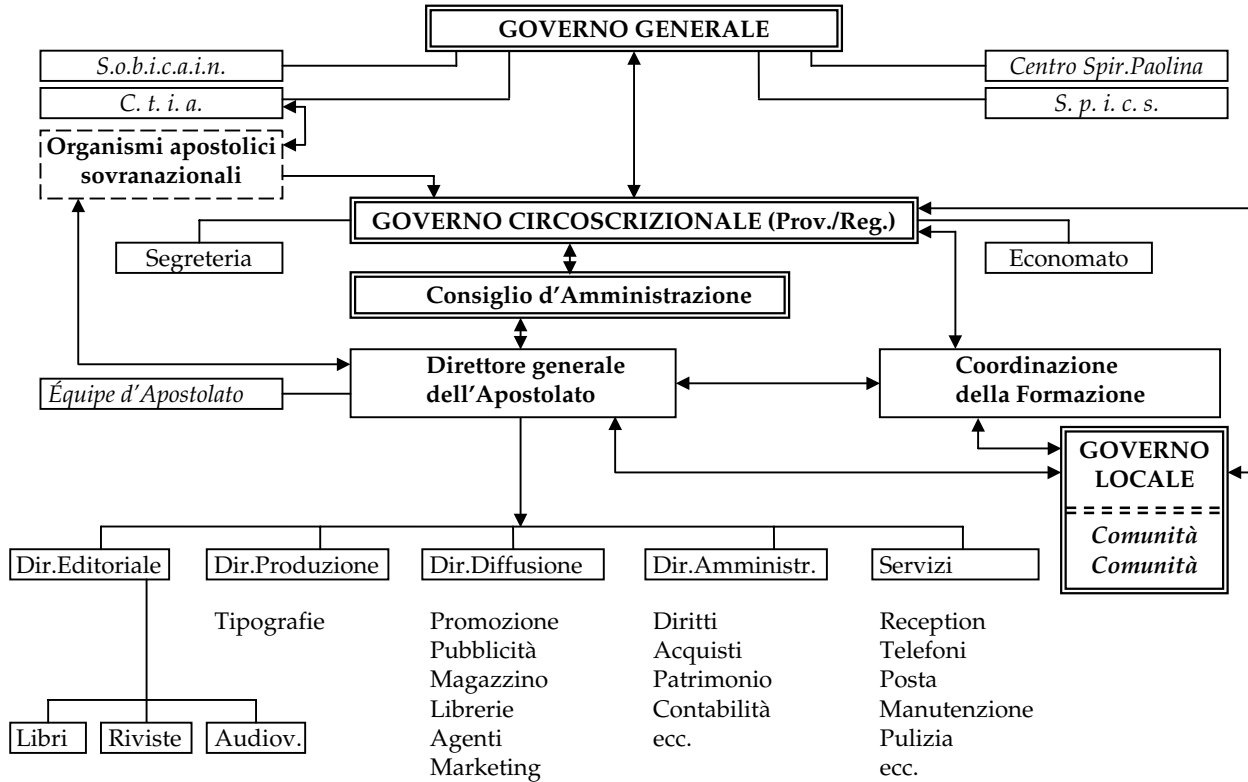 GOVERNO GENERALE
S.o.b.i.c.a.i.n.
Centro Spir.Paolina
C. t. i. a.
S. p. i. c. s.
Organismi apostolici
sovranazionali
GOVERNO CIRCOSCRIZIONALE (Prov./Reg.)
Segreteria
Economato
Consiglio d'Amministrazione
Direttore generale
dell'Apostolato
Coordinazione
della Formazione
Équipe d'Apostolato
GOVERNO
LOCALE
Comunità
Comunità
Dir.Editoriale
Dir.Produzione
Dir.Diffusione
Dir.Amministr.
Servizi
Tipografie
Promozione
Pubblicità
Magazzino
Librerie
Agenti
Marketing
Diritti
Acquisti
Patrimonio
Contabilità
ecc.
Reception
Telefoni
Posta
Manutenzione
Pulizia
ecc.
Libri
Riviste
Audiov.